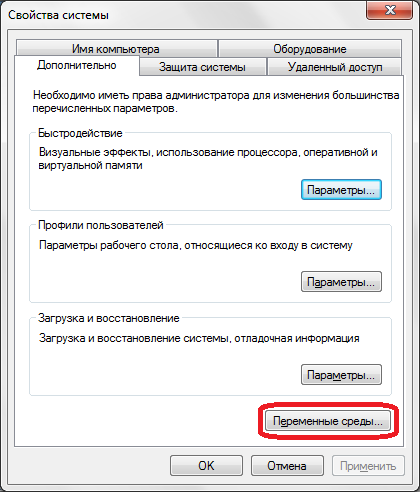 Свойства системы
Имя компьютера
Оборудование
Дополнительно
Защита системы
Удаленный доступ
Необходимо иметь права администратора для изменения большинства
перечисленных параметров.
Быстродействие
Визуальные эффекты, использование процессора, оперативной и
виртуальной памяти
Параметры...
Профили пользователей
Параметры рабочего стола, относящиеся ко входу в систему
Параметры...
Загрузка и восстановление
Загрузка и восстановление системы, отладочная информация
Параметры...
Переменные среды...
OK
Отмена
Применить